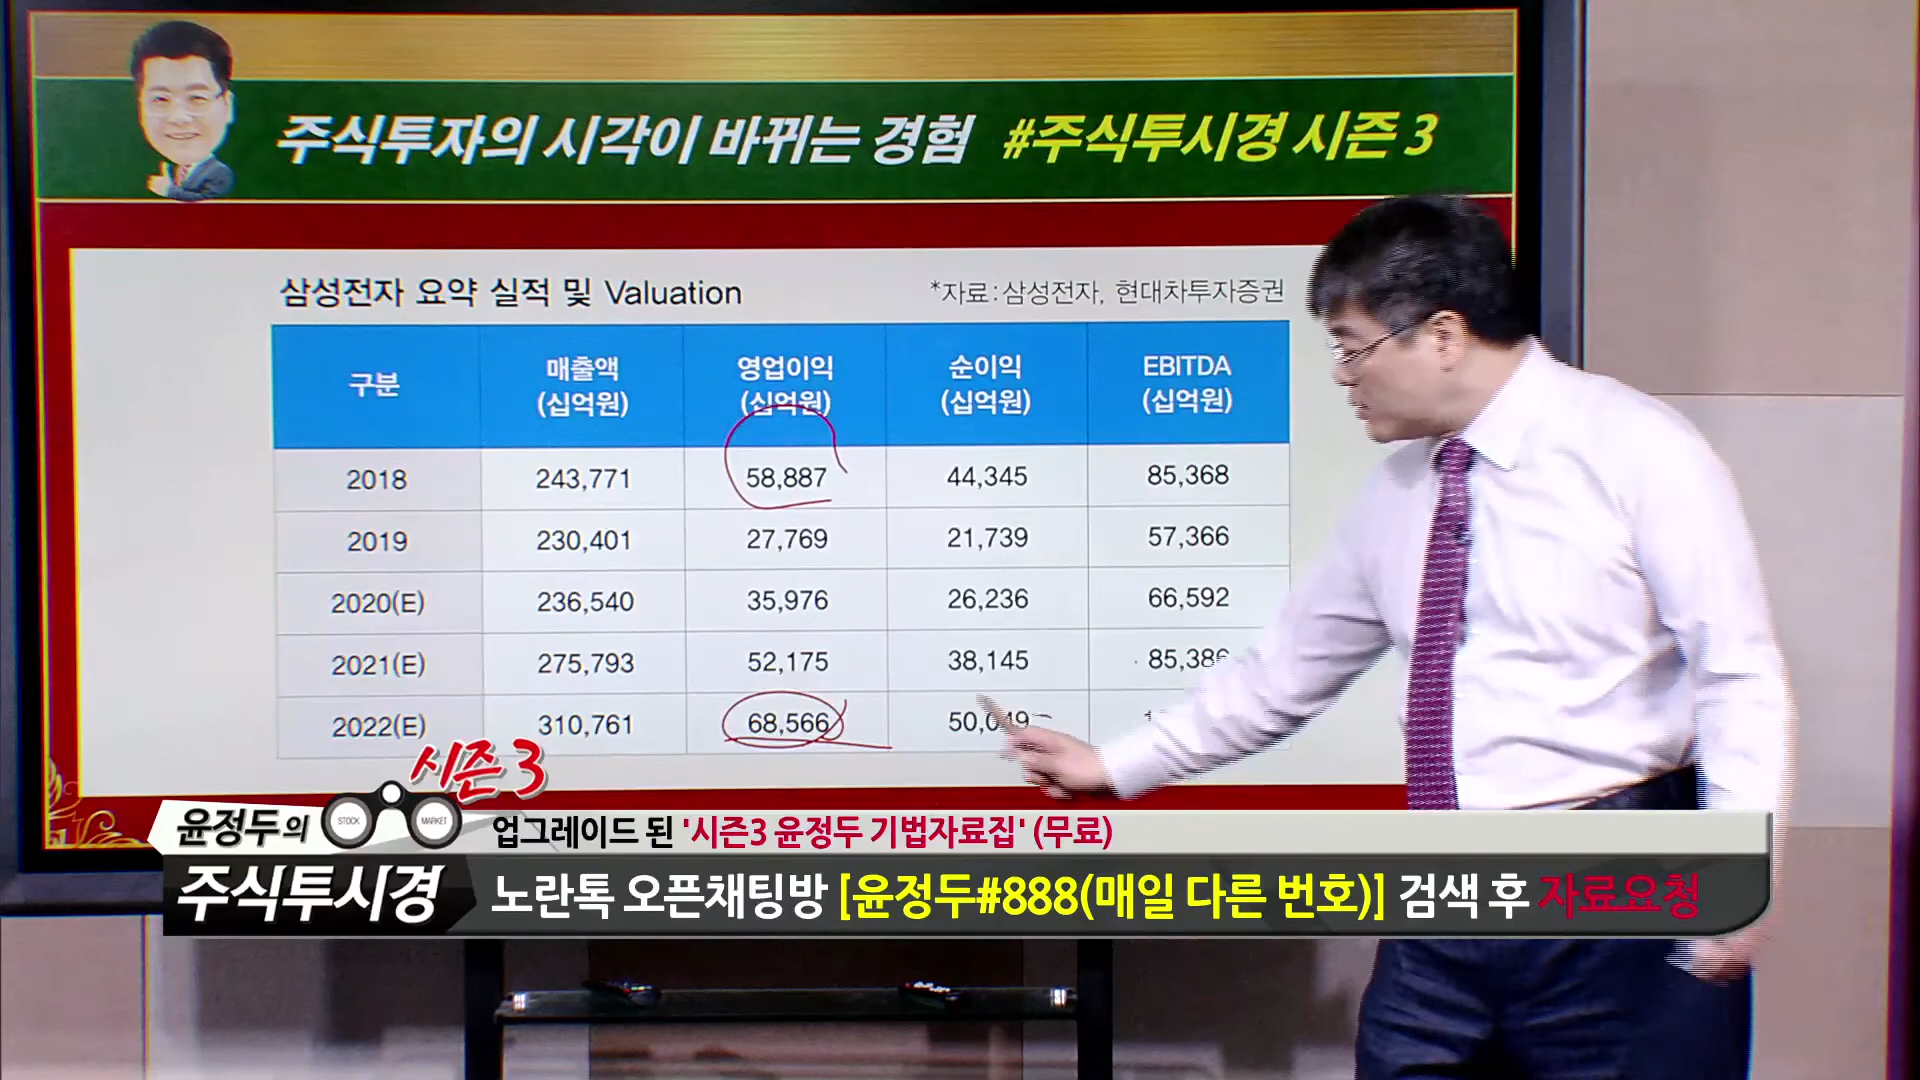 주식투자의 시각이 바뀌는 경험 #주식투시경 시즌 3
삼성전자 요약 실적 및 Valuation
*자료:삼성전자, 현대차투자증권
구분 매출액 (십억원) 영업이익 (십억원) 순이익 (십억원) EBITDA (십억원)
2018 243,771 58,887 44,345 85,368
2019 230,401 27,769 21,739 57,366
2020(E) 236,540 35,976 26,236 66,592
2021(E) 275,793 52,175 38,145 85,386
2022(E) 310,761 68,566 50,049
시즌 3
윤정두의
STOCK MARKET
주식투시경
업그레이드 된 '시즌3 윤정두 기법자료집' (무료)
노란톡 오픈채팅방 [윤정두#888(매일 다른 번호)] 검색 후 자료요청